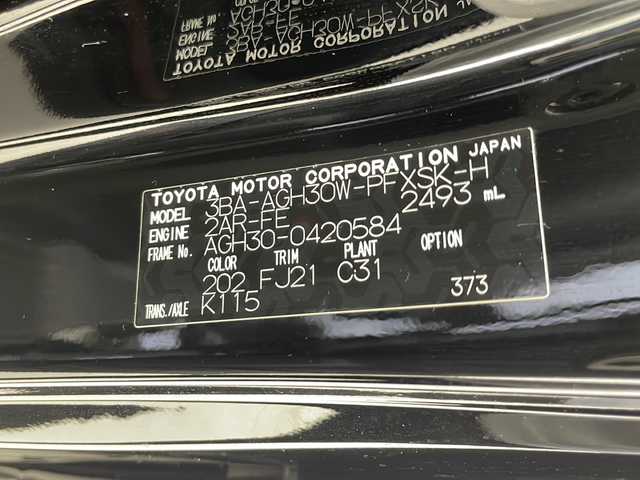 TOYOTA MOTOR CORPORATION JAPAN
MODEL 3BA-AGH30W-PFXSK-H
ENGINE 2AR-FE 2493 mL
FRAME No. AGH30-0420584
COLOR TRIM PLANT OPTION
202 FJ21 C31
TRANS./AXLE K115 373